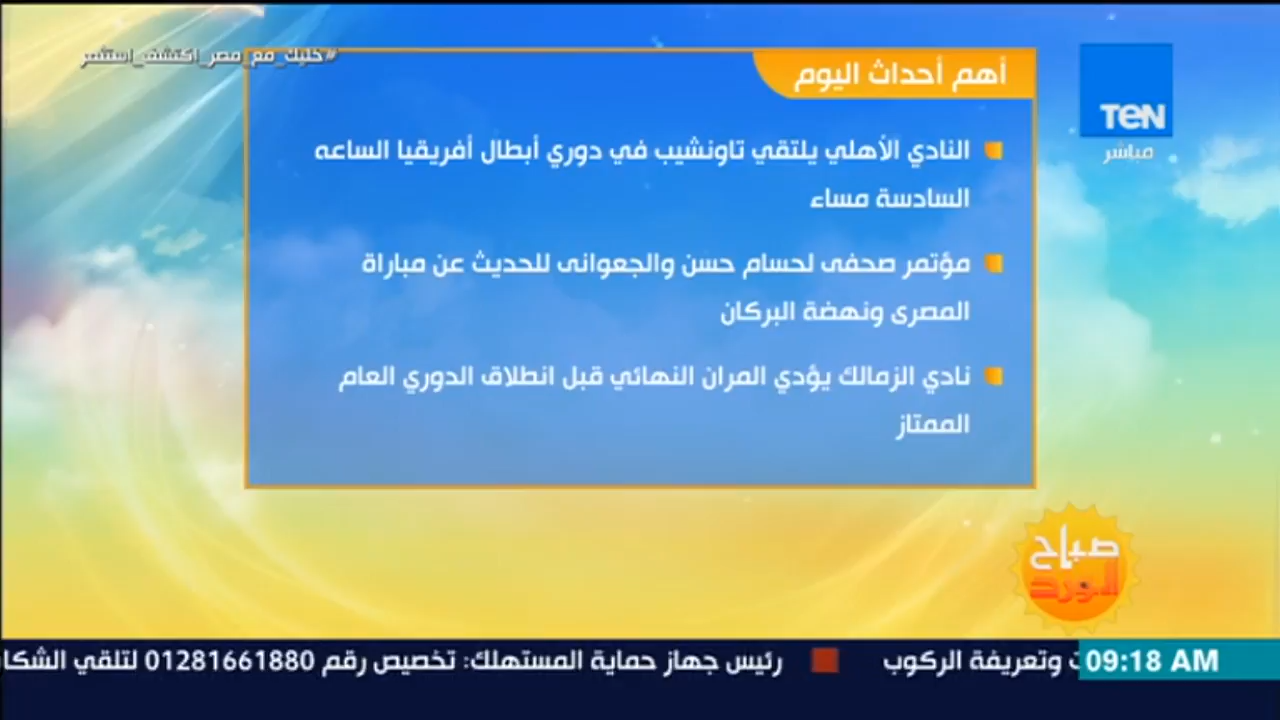 #خليك_مع_مصر_اكتشف_استثمر
أهم أحداث اليوم
TeN
مباشر
النادي الأهلي يلتقي تاونشيب في دوري أبطال أفريقيا الساعه
السادسة مساء
مؤتمر صحفى لحسام حسن والجعوانى للحديث عن مباراة
المصرى ونهضة البركان
نادي الزمالك يؤدي المران النهائي قبل انطلاق الدوري العام
الممتاز
صباح
الورد
09:18 AM
وتعريفة الركوب
رئيس جهاز حماية المستهلك: تخصيص رقم 01281661880 لتلقي